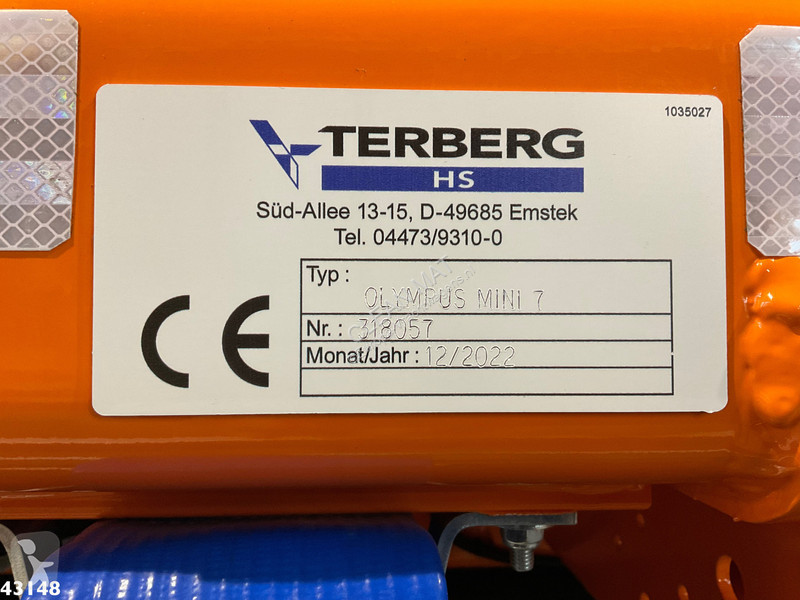 1035027
TERBERG
HS
Süd-Allee 13-15, D-49685 Emstek
Tel. 04473/9310-0
Typ :
OLYMPUS MINI 7
Nr. : 318057
Monat/Jahr : 12/2022
CE
43148